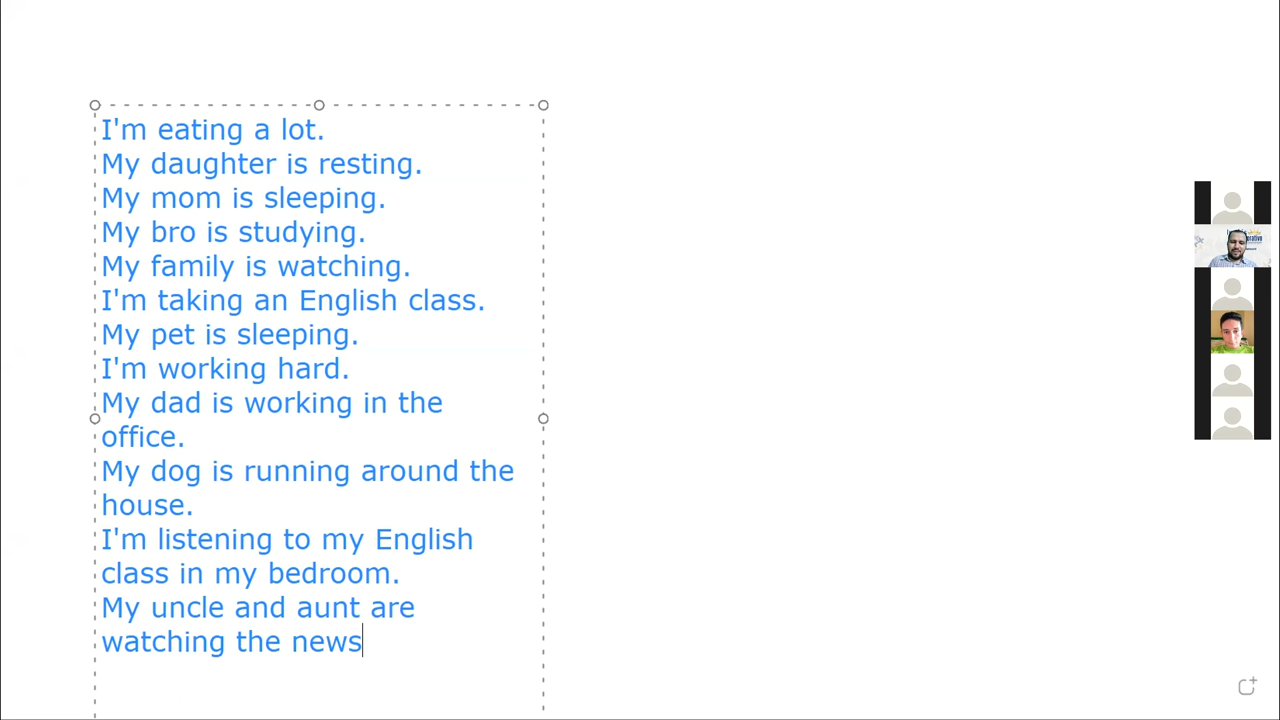 I'm eating a lot.
My daughter is resting.
My mom is sleeping.
My bro is studying.
My family is watching.
I'm taking an English class.
My pet is sleeping.
I'm working hard.
My dad is working in the
office.
My dog is running around the
house.
I'm listening to my English
class in my bedroom.
My uncle and aunt are
watching the news